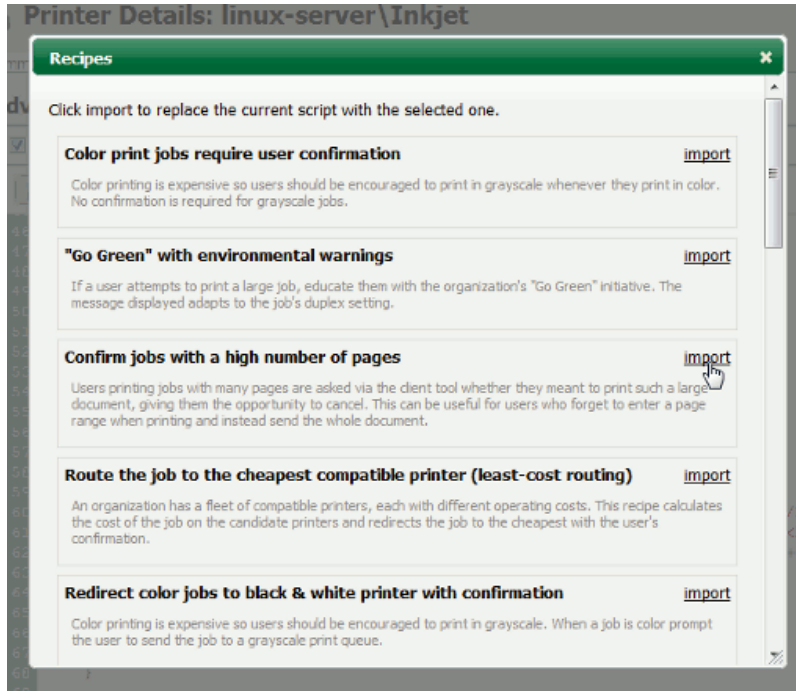 Printer Details: linux-server\Inkjet
Recipes
Click import to replace the current script with the selected one.
Color print jobs require user confirmation import
Color printing is expensive so users should be encouraged to print in grayscale whenever they print in color.
No confirmation is required for grayscale jobs.
"Go Green" with environmental warnings import
If a user attempts to print a large job, educate them with the organization's "Go Green" initiative. The
message displayed adapts to the job's duplex setting.
Confirm jobs with a high number of pages import
Users printing jobs with many pages are asked via the client tool whether they meant to print such a large
document, giving them the opportunity to cancel. This can be useful for users who forget to enter a page
range when printing and instead send the whole document.
Route the job to the cheapest compatible printer (least-cost routing) import
An organization has a fleet of compatible printers, each with different operating costs. This recipe calculates
the cost of the job on the candidate printers and redirects the job to the cheapest with the user's
confirmation.
Redirect color jobs to black & white printer with confirmation import
Color printing is expensive so users should be encouraged to print in grayscale. When a job is color prompt
the user to send the job to a grayscale print queue.